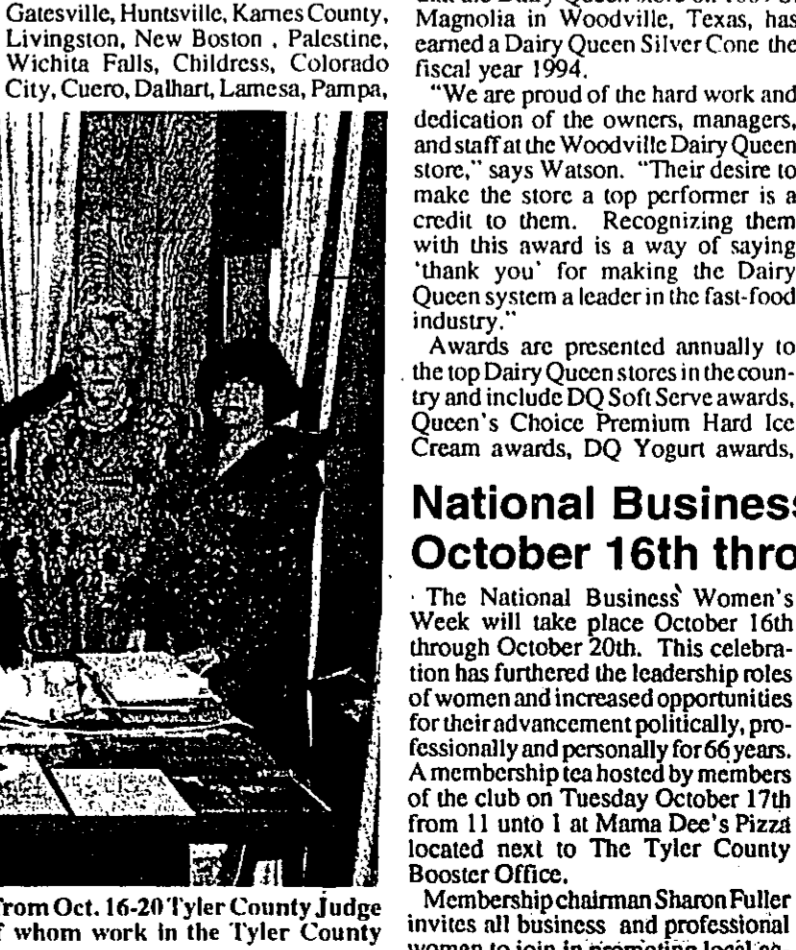 Gatesville, Huntsville, Karnes County,
Livingston, New Boston , Palestine,
Wichita Falls, Childress, Colorado
City, Cuero, Dalhart, Lamesa, Pampa,
rom Oct. 16-20 Tyler County Judge
f whom work in the Tyler County
Magnolia in Woodville, Texas, has
earned a Dairy Queen Silver Cone the
fiscal year 1994.
"We are proud of the hard work and
dedication of the owners, managers,
and staff at the Woodville Dairy Queen
store," says Watson. "Their desire to
make the store a top performer is a
credit to them. Recognizing them
with this award is a way of saying
'thank you' for making the Dairy
Queen system a leader in the fast-food
industry."
Awards are presented annually to
the top Dairy Queen stores in the coun-
try and include DQ Soft Serve awards,
Queen's Choice Premium Hard Ice
Cream awards, DQ Yogurt awards,
National Business
October 16th thro
The National Business Women's
Week will take place October 16th
through October 20th. This celebra-
tion has furthered the leadership roles
of women and increased opportunities
for their advancement politically, pro-
fessionally and personally for 66 years.
A membership tea hosted by members
of the club on Tuesday October 17th
from 11 unto 1 at Mama Dee's Pizza
located next to The Tyler County
Booster Office.
Membership chairman Sharon Fuller
invites all business and professional
women to join in promoting local